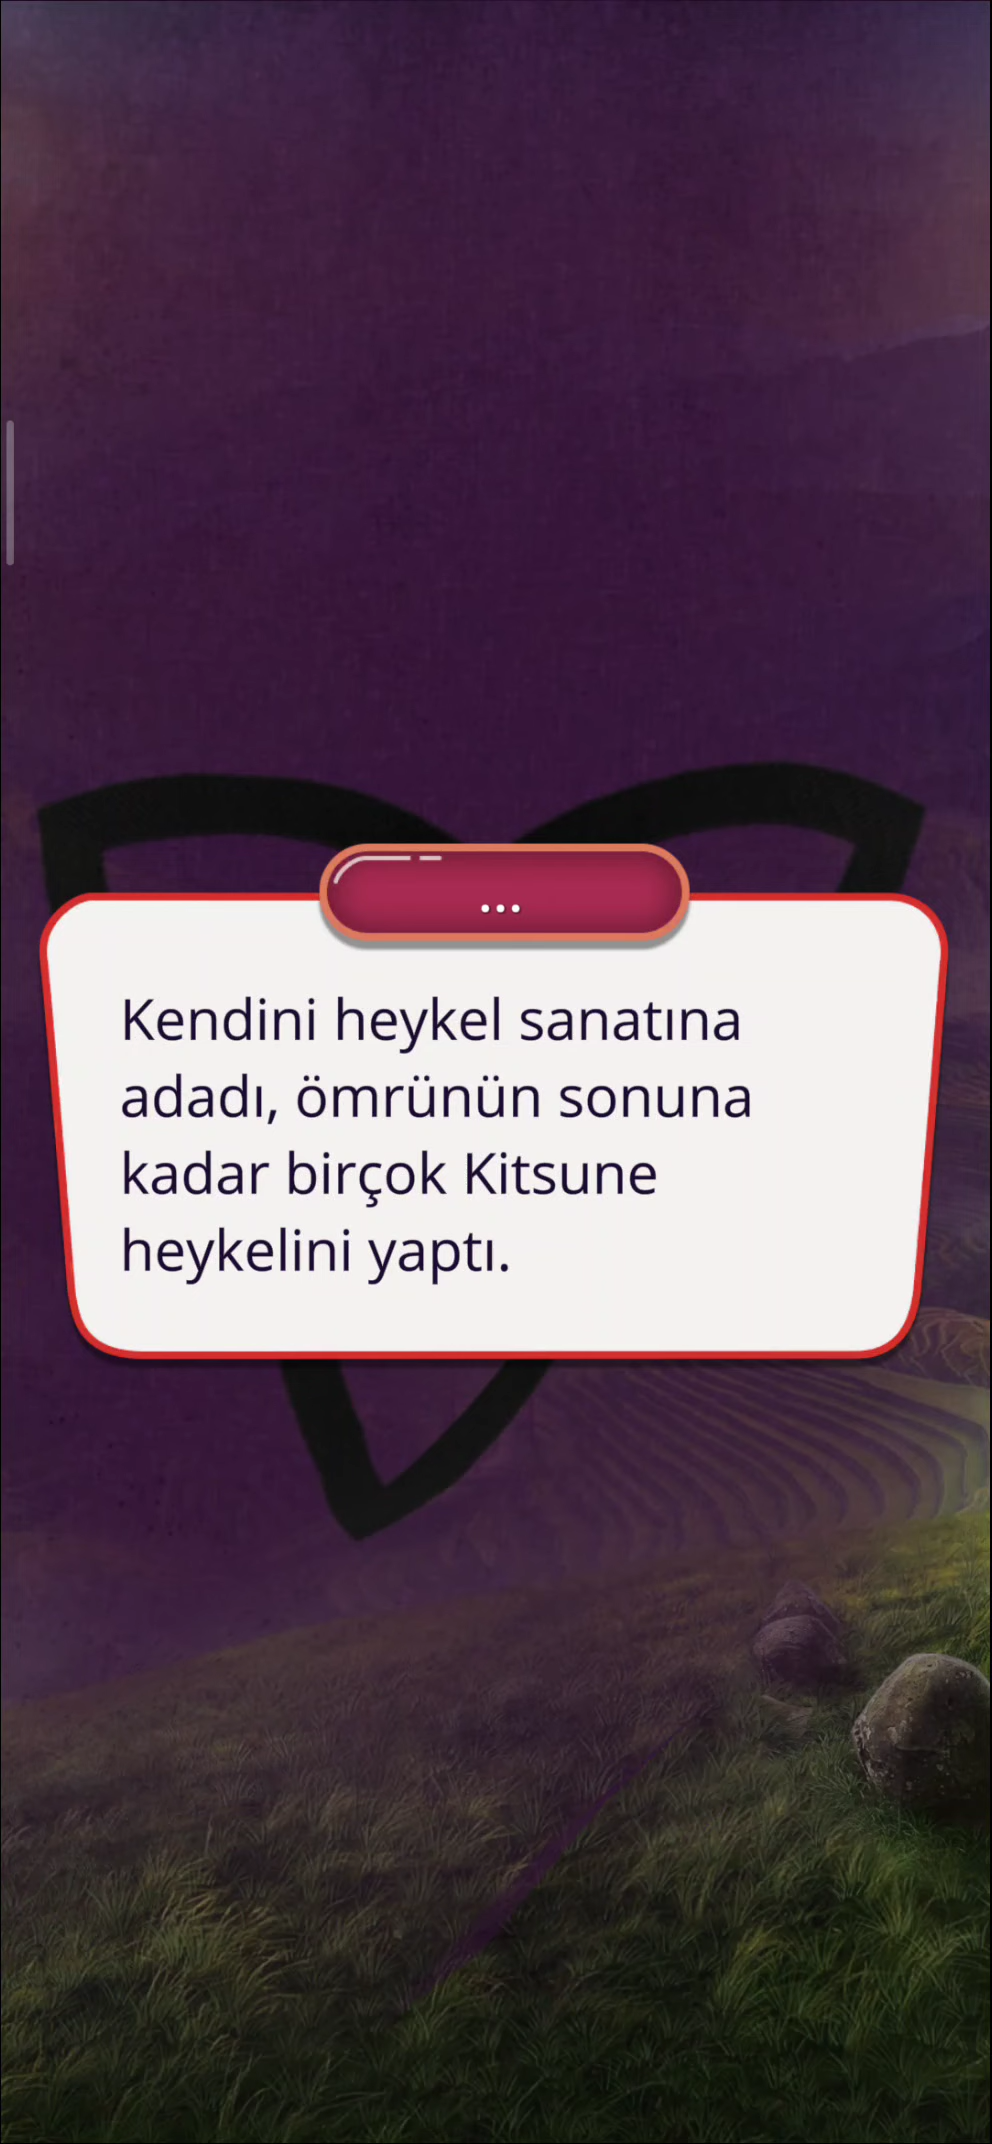 ...
Kendini heykel sanatına
adadı, ömrünün sonuna
kadar birçok Kitsune
heykelini yaptı.